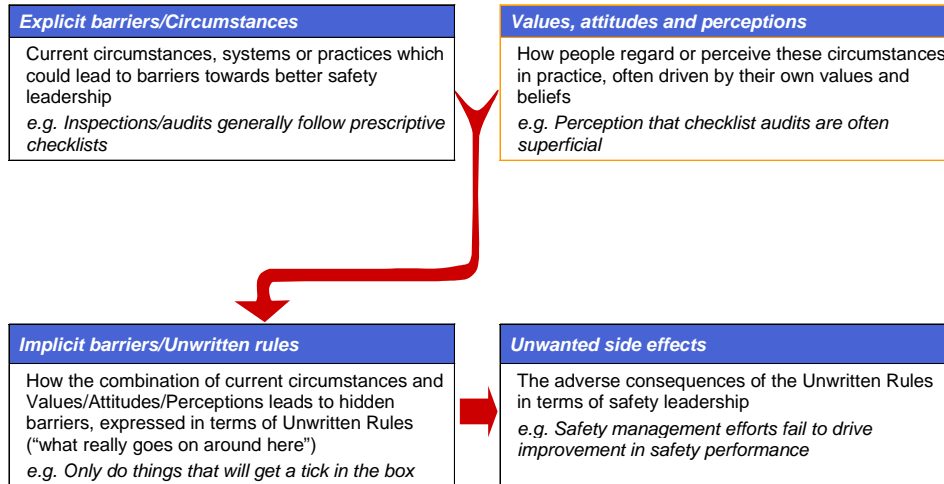 Explicit barriers/Circumstances
Current circumstances, systems or practices which
could lead to barriers towards better safety
leadership
e.g. Inspections/audits generally follow prescriptive
checklists
Values, attitudes and perceptions
How people regard or perceive these circumstances
in practice, often driven by their own values and
beliefs
e.g. Perception that checklist audits are often
superficial
Implicit barriers/Unwritten rules
How the combination of current circumstances and
Values/Attitudes/Perceptions leads to hidden
barriers, expressed in terms of Unwritten Rules
(“what really goes on around here”)
e.g. Only do things that will get a tick in the box
Unwanted side effects
The adverse consequences of the Unwritten Rules
in terms of safety leadership
e.g. Safety management efforts fail to drive
improvement in safety performance